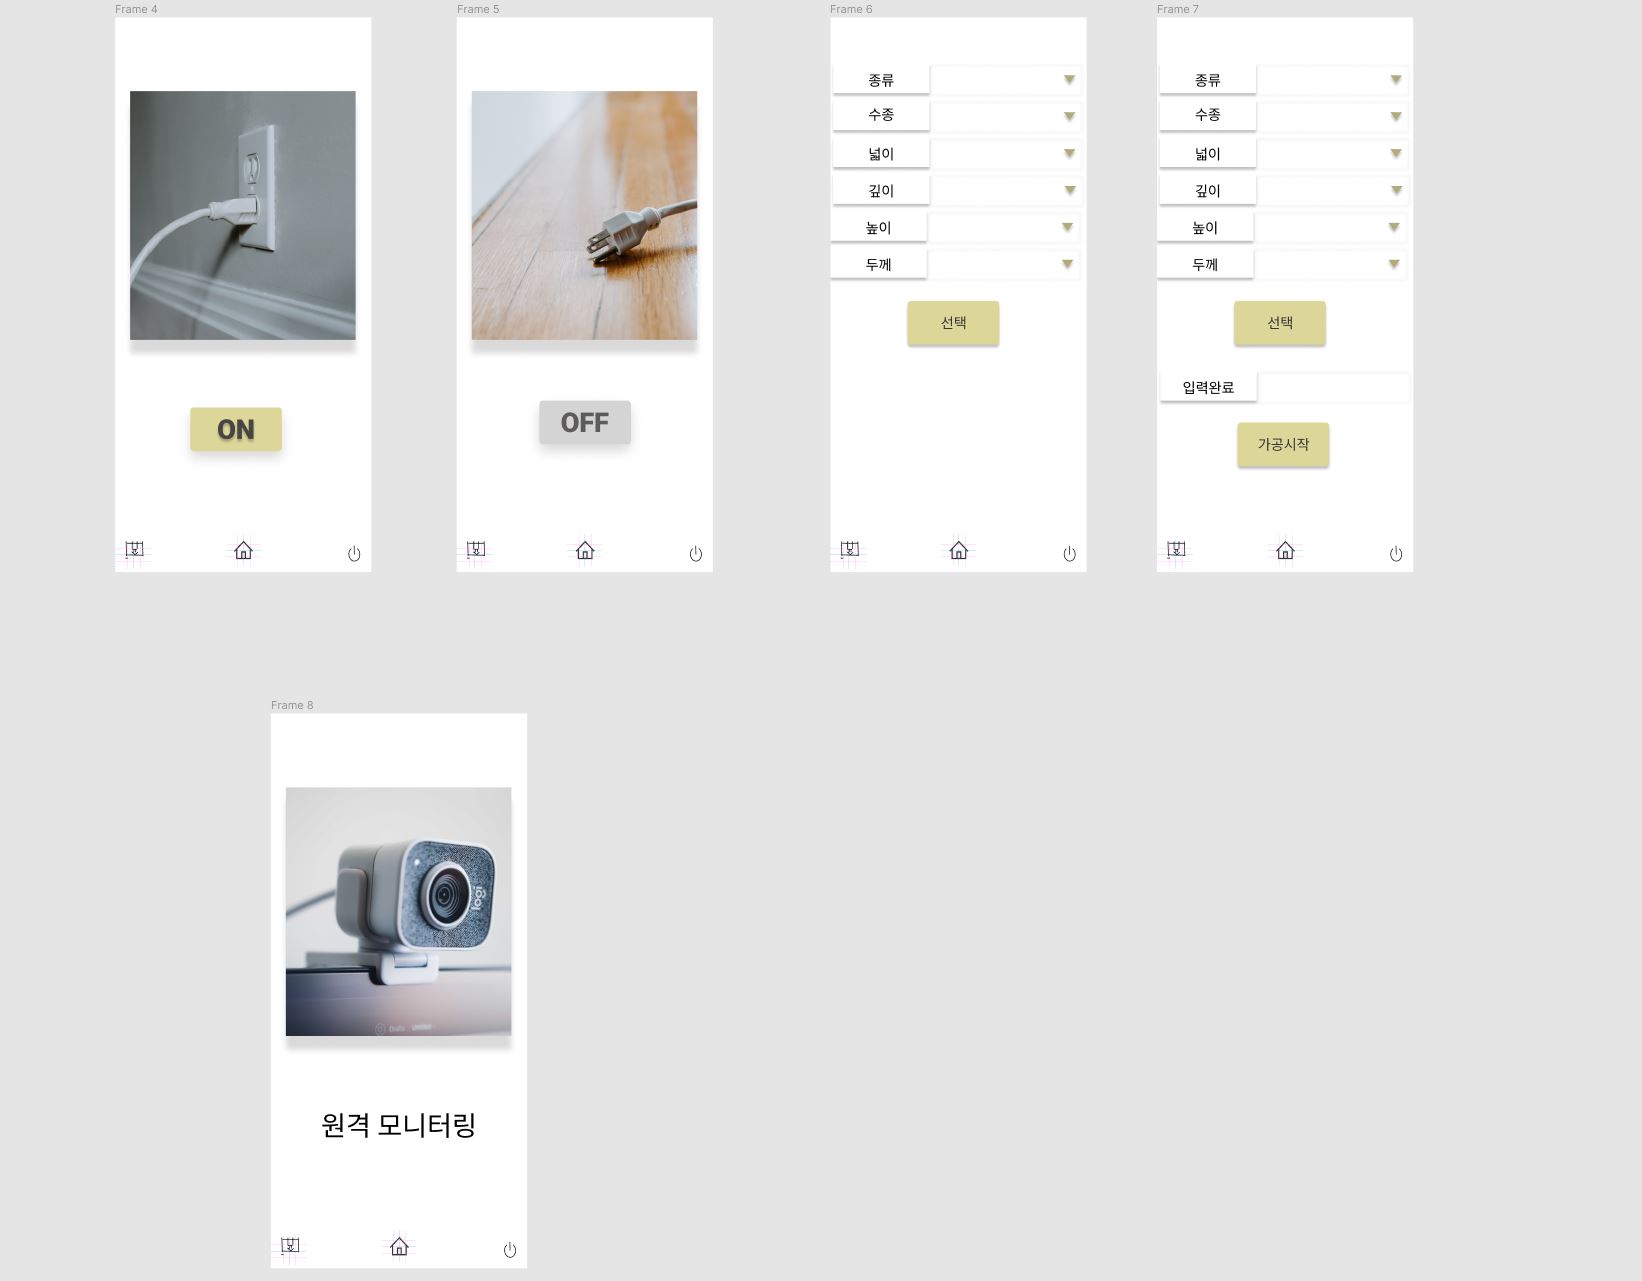 Frame 4
ON
Frame 5
OFF
Frame 6
종류
수종
넓이
깊이
높이
두께
선택
Frame 7
종류
수종
넓이
깊이
높이
두께
선택
입력완료
가공시작
Frame 8
logi
원격 모니터링